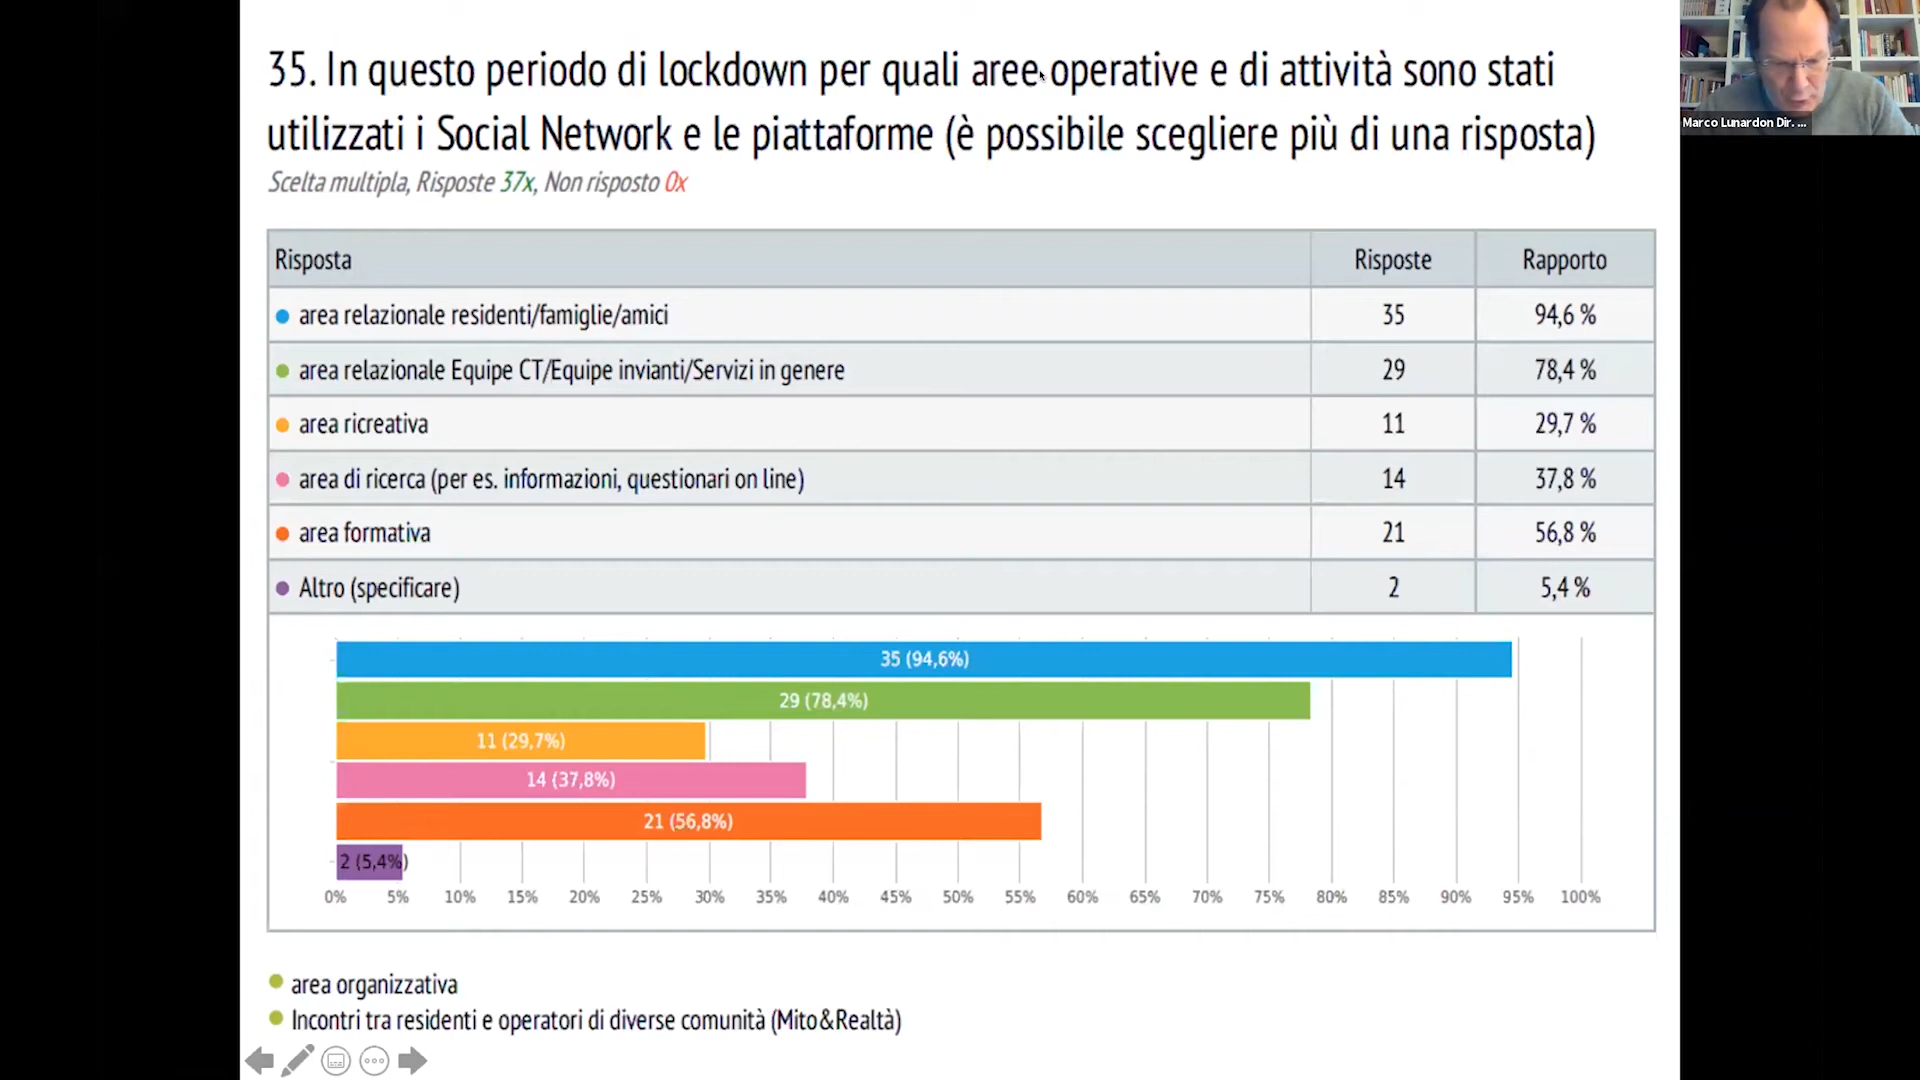 35. In questo periodo di lockdown per quali aree operative e di attività sono stati
utilizzati i Social Network e le piattaforme (è possibile scegliere più di una risposta)
Scelta multipla, Risposte 37x, Non risposto 0x
Risposta Risposte Rapporto
area relazionale residenti/famiglie/amici 35 94,6 %
area relazionale Equipe CT/Equipe invianti/Servizi in genere 29 78,4 %
area ricreativa 11 29,7 %
area di ricerca (per es. informazioni, questionari on line) 14 37,8 %
area formativa 21 56,8 %
Altro (specificare) 2 5,4 %
35 (94,6%)
29 (78,4%)
11 (29,7%)
14 (37,8%)
21 (56,8%)
2 (5,4%)
0% 5% 10% 15% 20% 25% 30% 35% 40% 45% 50% 55% 60% 65% 70% 75% 80% 85% 90% 95% 100%
area organizzativa
Incontri tra residenti e operatori di diverse comunità (Mito&Realtà)
Marco Lunardon Dir. ...